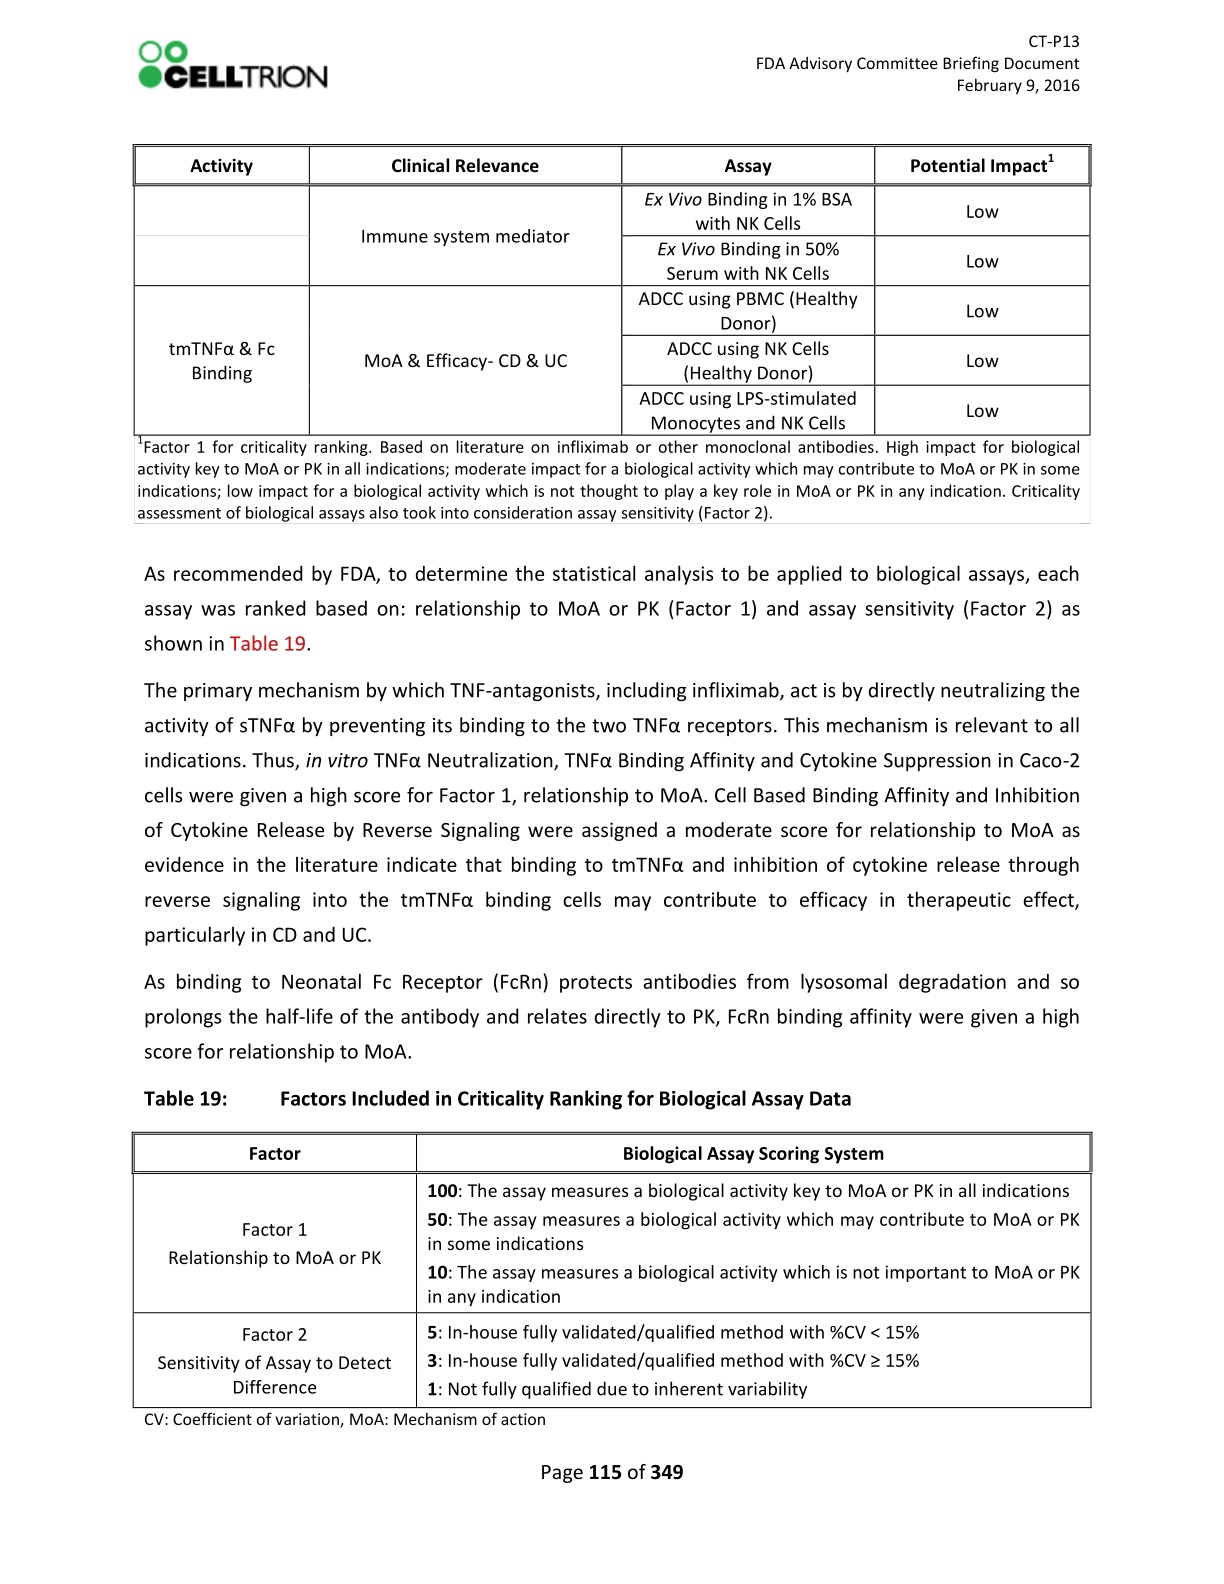 CELLTRION
CT-P13
FDA Advisory Committee Briefing Document
February 9, 2016
Activity Clinical Relevance Assay Potential Impact1
Immune system mediator
Ex Vivo Binding in 1% BSA
with NK Cells
Low
Ex Vivo Binding in 50%
Serum with NK Cells
Low
tmTNFα & Fc
Binding
MoA & Efficacy- CD & UC
ADCC using PBMC (Healthy
Donor)
Low
ADCC using NK Cells
(Healthy Donor)
Low
ADCC using LPS-stimulated
Monocytes and NK Cells
Low
1Factor 1 for criticality ranking. Based on literature on infliximab or other monoclonal antibodies. High impact for biological
activity key to MoA or PK in all indications; moderate impact for a biological activity which may contribute to MoA or PK in some
indications; low impact for a biological activity which is not thought to play a key role in MoA or PK in any indication. Criticality
assessment of biological assays also took into consideration assay sensitivity (Factor 2).
As recommended by FDA, to determine the statistical analysis to be applied to biological assays, each
assay was ranked based on: relationship to MoA or PK (Factor 1) and assay sensitivity (Factor 2) as
shown in Table 19.
The primary mechanism by which TNF-antagonists, including infliximab, act is by directly neutralizing the
activity of sTNFα by preventing its binding to the two TNFα receptors. This mechanism is relevant to all
indications. Thus, in vitro TNFα Neutralization, TNFα Binding Affinity and Cytokine Suppression in Caco-2
cells were given a high score for Factor 1, relationship to MoA. Cell Based Binding Affinity and Inhibition
of Cytokine Release by Reverse Signaling were assigned a moderate score for relationship to MoA as
evidence in the literature indicate that binding to tmTNFα and inhibition of cytokine release through
reverse signaling into the tmTNFα binding cells may contribute to efficacy in therapeutic effect,
particularly in CD and UC.
As binding to Neonatal Fc Receptor (FcRn) protects antibodies from lysosomal degradation and so
prolongs the half-life of the antibody and relates directly to PK, FcRn binding affinity were given a high
score for relationship to MoA.
Table 19: Factors Included in Criticality Ranking for Biological Assay Data
Factor Biological Assay Scoring System
Factor 1
Relationship to MoA or PK
100: The assay measures a biological activity key to MoA or PK in all indications
50: The assay measures a biological activity which may contribute to MoA or PK
in some indications
10: The assay measures a biological activity which is not important to MoA or PK
in any indication
Factor 2
Sensitivity of Assay to Detect
Difference
5: In-house fully validated/qualified method with %CV < 15%
3: In-house fully validated/qualified method with %CV ≥ 15%
1: Not fully qualified due to inherent variability
CV: Coefficient of variation, MoA: Mechanism of action
Page 115 of 349